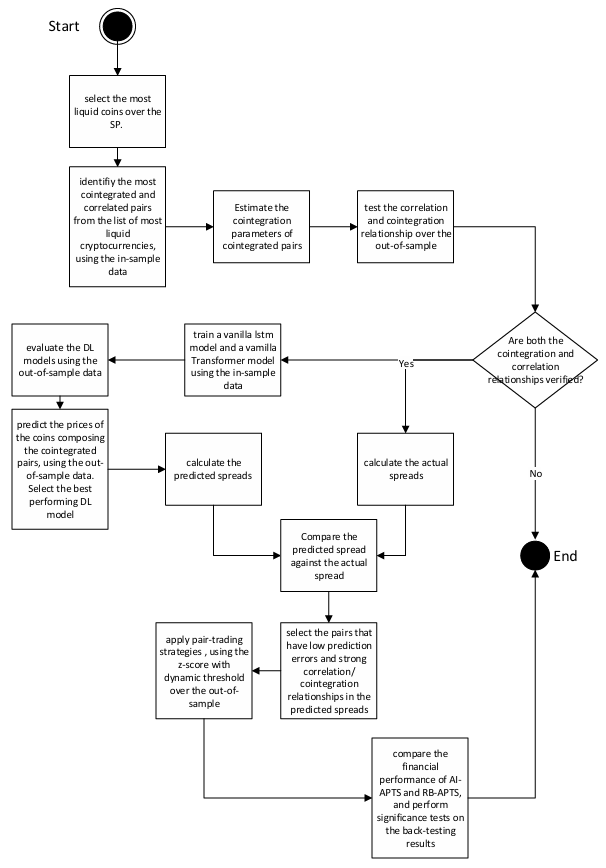 Start
select the most
liquid coins over the
SP.
identifiy the most
cointegrated and
correlated pairs
from the list of most
liquid
cryptocurrencies,
using the in-sample
data
Estimate the
cointegration
parameters of
cointegrated pairs
test the correlation
and cointegration
relationship over the
out-of-sample
Are both the
cointegration and
correlation
relationships verified?
Yes
No
train a vanilla lstm
model and a vamilla
Transformer model
using the in-sample
data
evaluate the DL
models using the
out-of-sample data
predict the prices of
the coins composing
the cointegrated
pairs, using the out-
of-sample data.
Select the best
performing DL
model
calculate the
predicted spreads
calculate the actual
spreads
Compare the
predicted spread
against the actual
spread
End
select the pairs that
have low prediction
errors and strong
correlation/
cointegration
relationships in the
predicted spreads
apply pair-trading
strategies , using the
z-score with
dynamic threshold
over the out-of-
sample
compare the
financial
performance of AI-
APTS and RB-APTS,
and perform
significance tests on
the back-testing
results